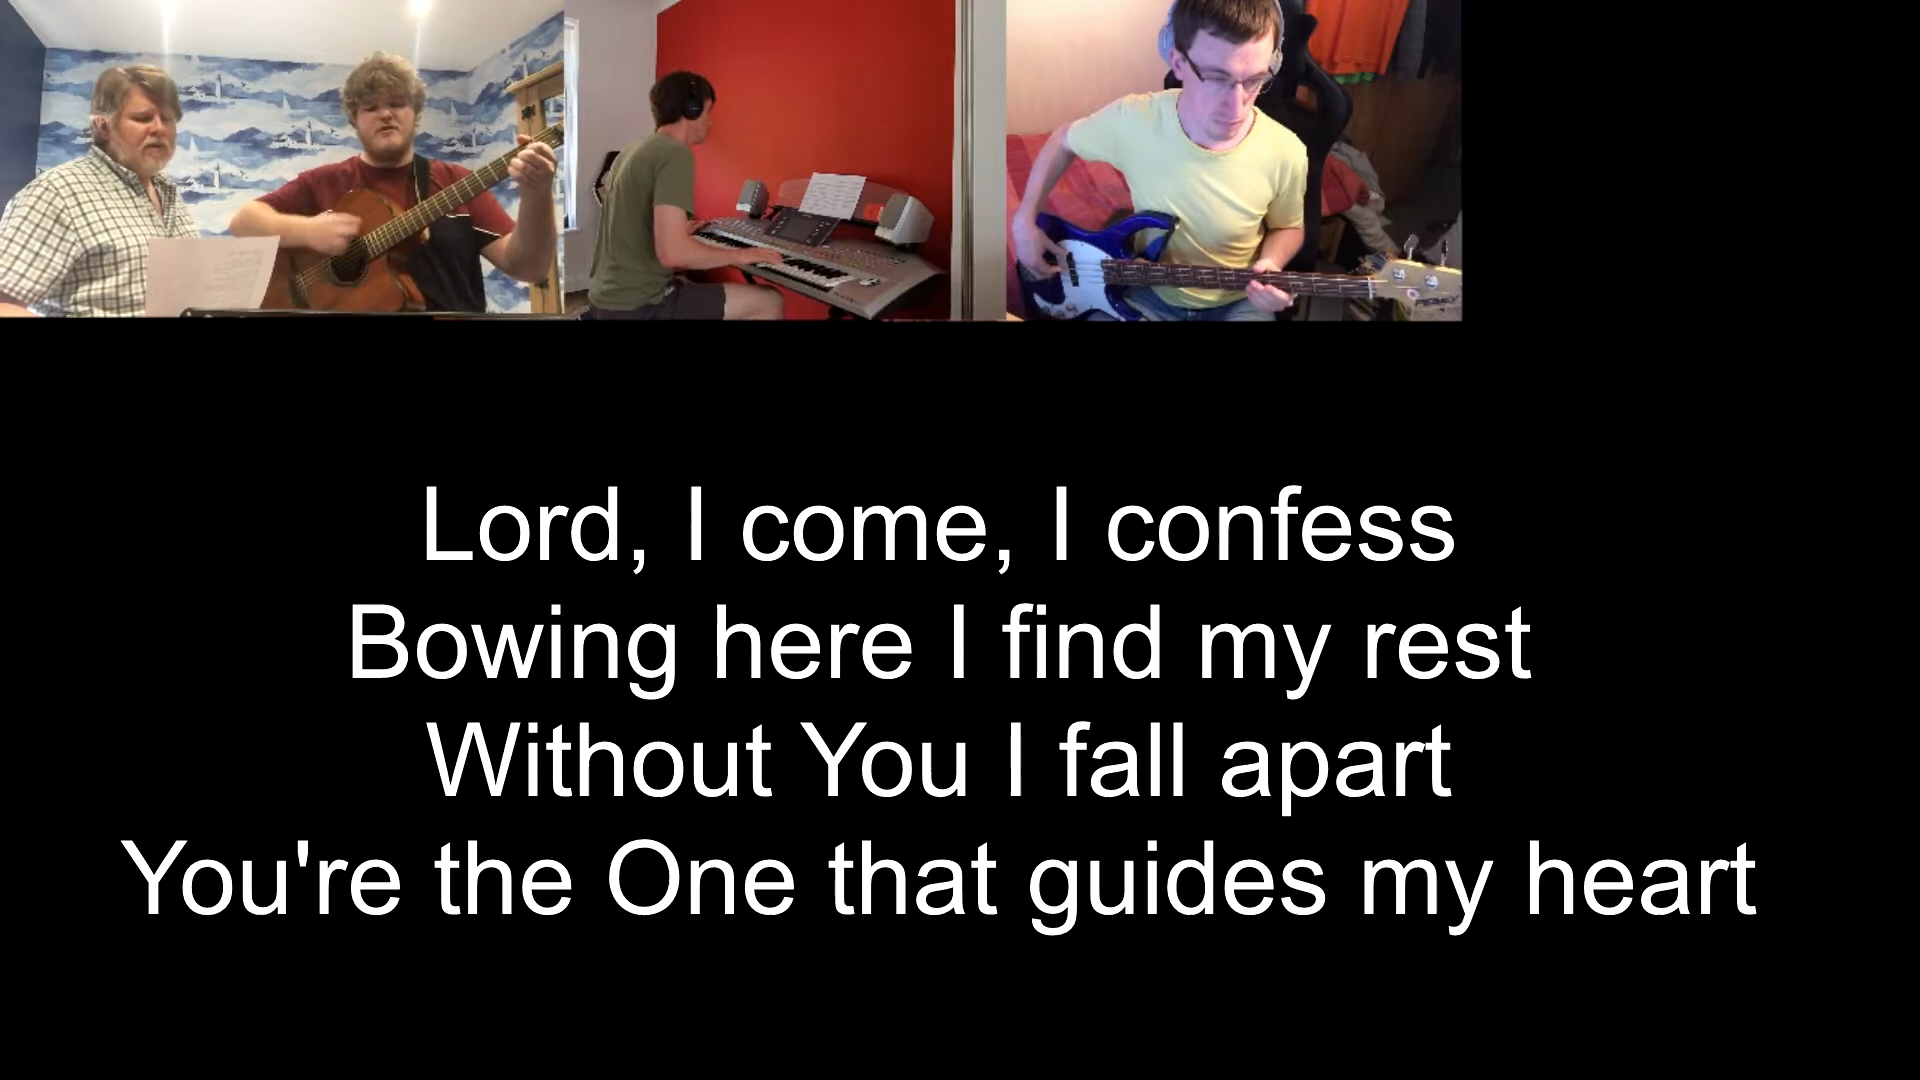 Lord, I come, I confess
Bowing here I find my rest
Without You I fall apart
You're the One that guides my heart